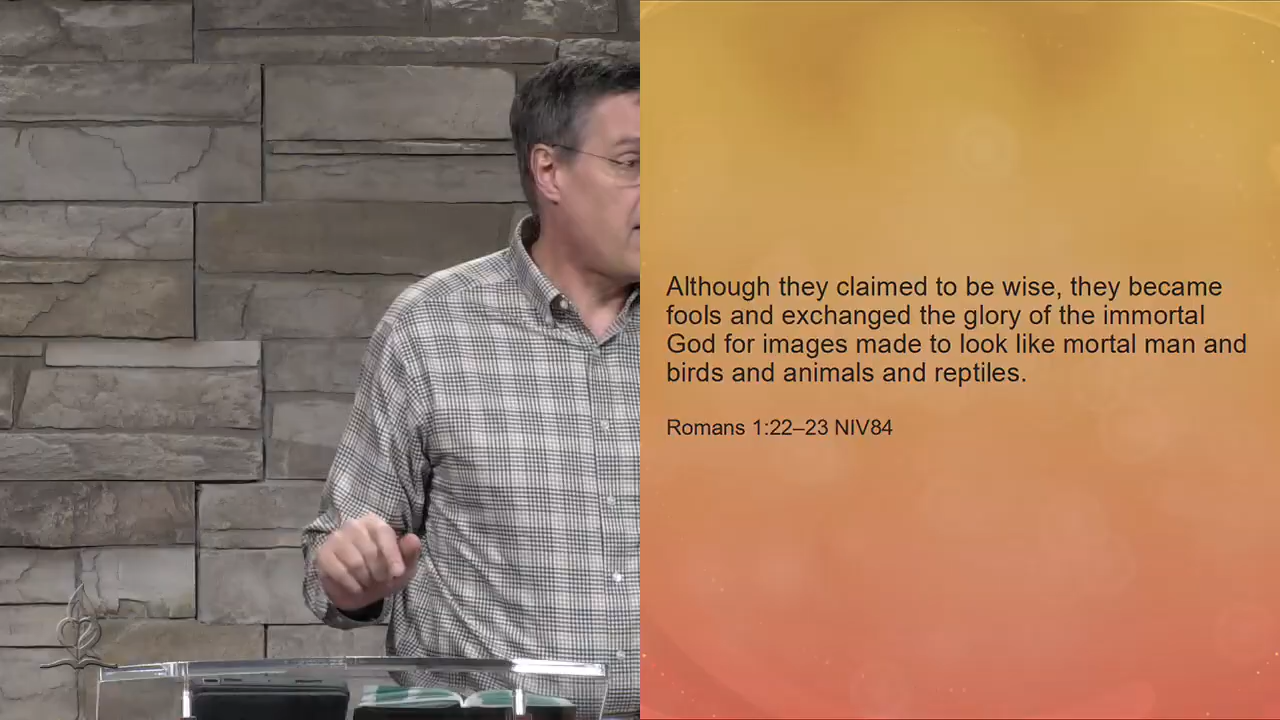 Although they claimed to be wise, they became
fools and exchanged the glory of the immortal
God for images made to look like mortal man and
birds and animals and reptiles.
Romans 1:22–23 NIV84